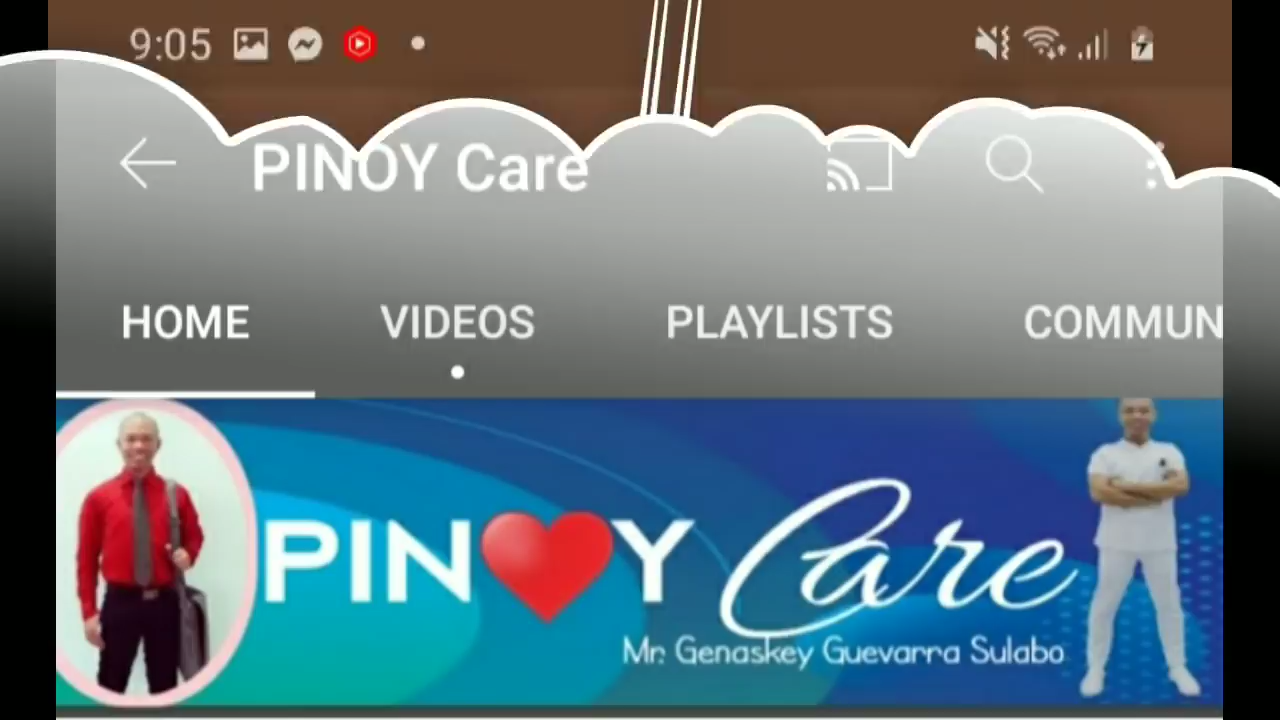 9:05
PINOY Care
HOME VIDEOS PLAYLISTS COMMUN
PIN❤Y Care
Mr. Genaskey Guevarra Sulabo